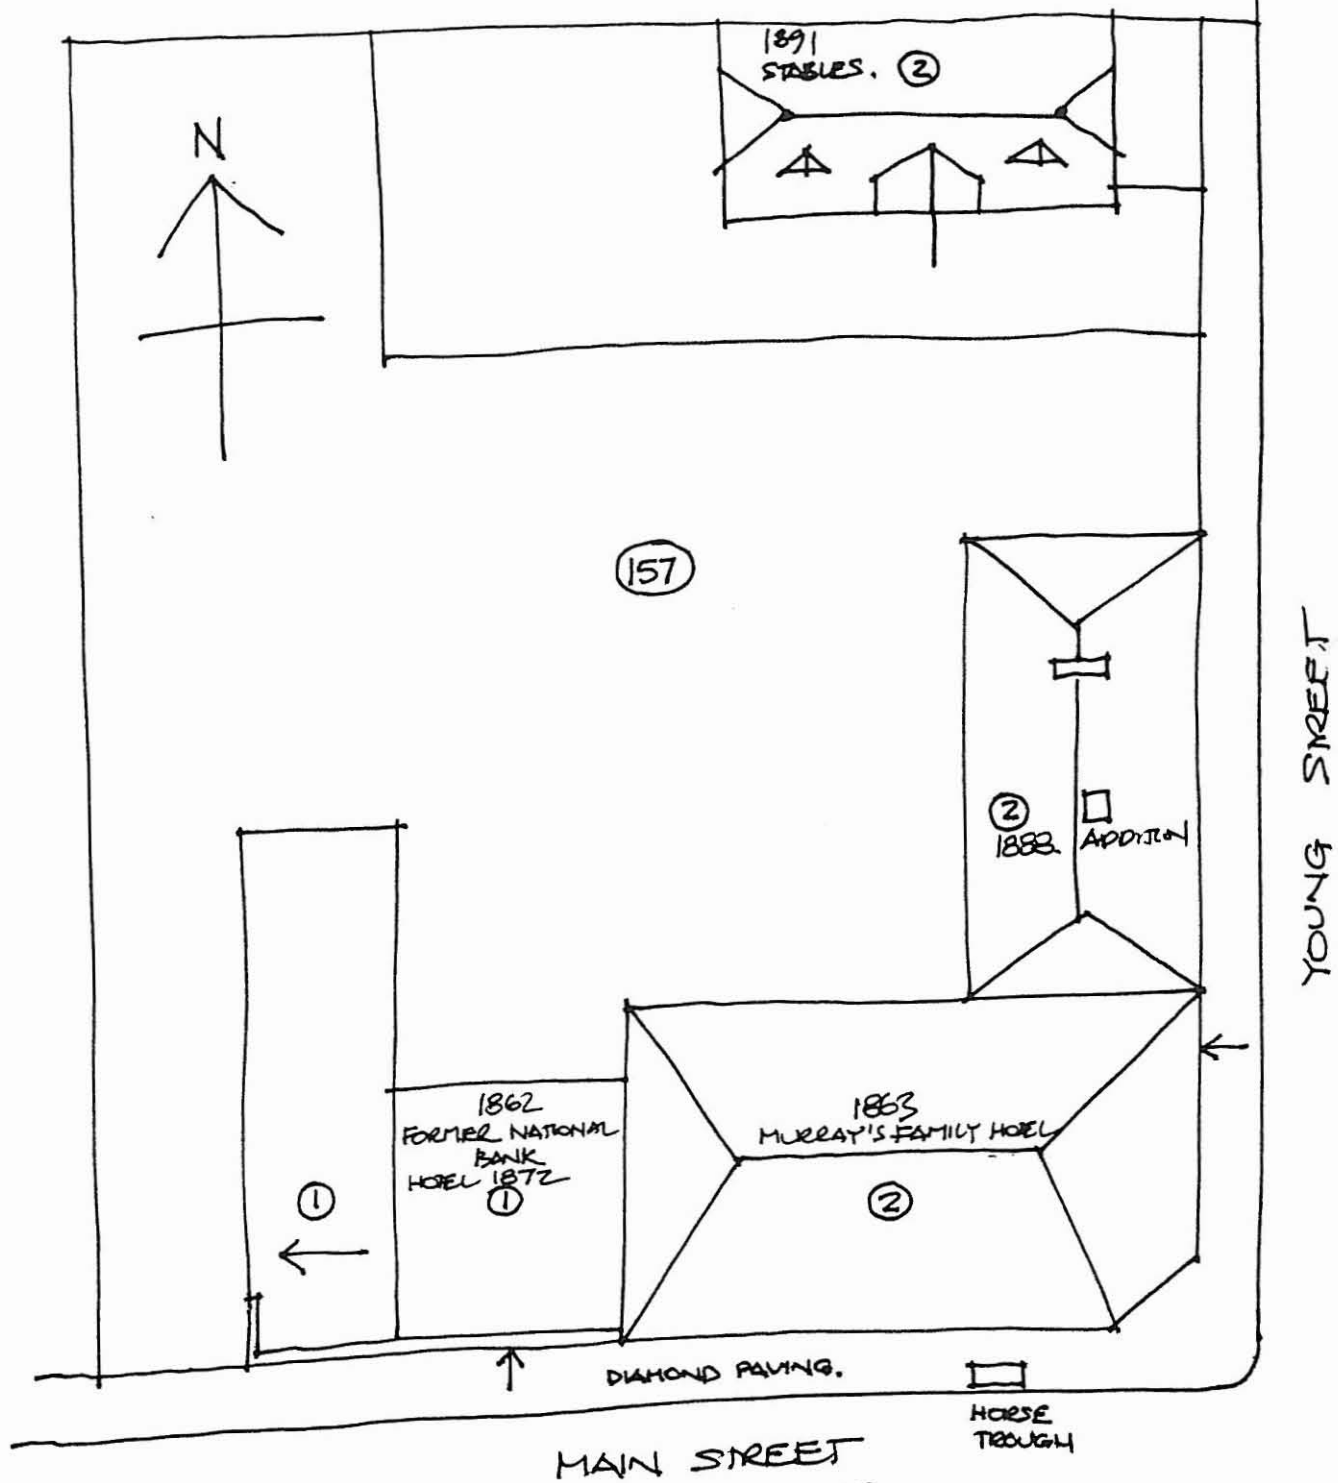 1891
STABLES. 2
N
157
2
1888. ADDITION
YOUNG STREET
1862
FORMER NATIONAL
BANK
HOTEL 1872
1
1
1863
MURRAY'S FAMILY HOTEL
2
DIAMOND PAVING.
HORSE
TROUGH
MAIN STREET